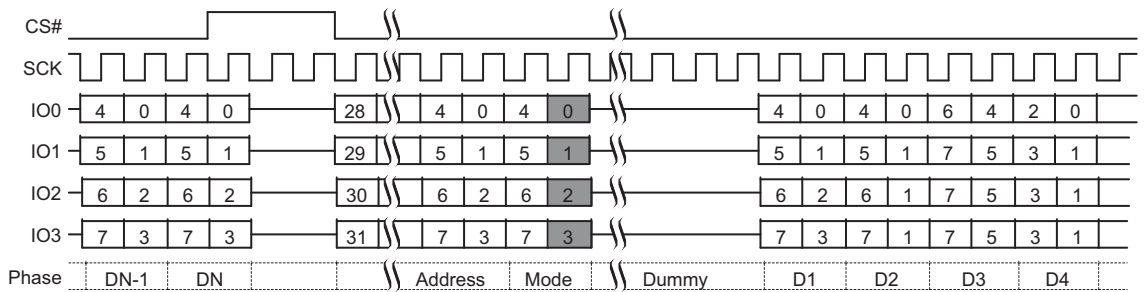 CS#
SCK
IO0 4 0 4 0 28 4 0 4 0 4 0 4 0 6 4 2 0
IO1 5 1 5 1 29 5 1 5 1 5 1 5 1 7 5 3 1
IO2 6 2 6 2 30 6 2 6 2 6 2 6 1 7 5 3 1
IO3 7 3 7 3 31 7 3 7 3 7 3 7 1 7 5 3 1
Phase DN-1 DN Address Mode Dummy D1 D2 D3 D4